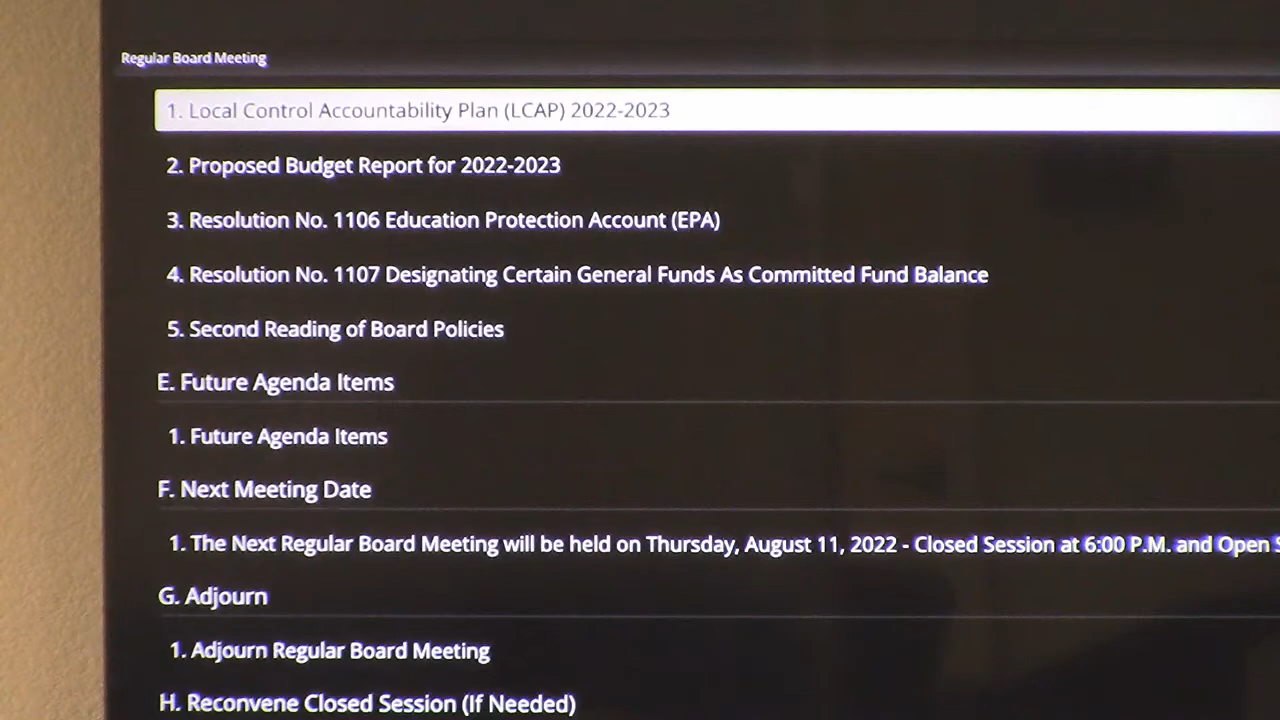 Regular Board Meeting
1. Local Control Accountability Plan (LCAP) 2022-2023
2. Proposed Budget Report for 2022-2023
3. Resolution No. 1106 Education Protection Account (EPA)
4. Resolution No. 1107 Designating Certain General Funds As Committed Fund Balance
5. Second Reading of Board Policies
E. Future Agenda Items
1. Future Agenda Items
F. Next Meeting Date
1. The Next Regular Board Meeting will be held on Thursday, August 11, 2022 - Closed Session at 6:00 P.M. and Open
G. Adjourn
1. Adjourn Regular Board Meeting
H. Reconvene Closed Session (If Needed)